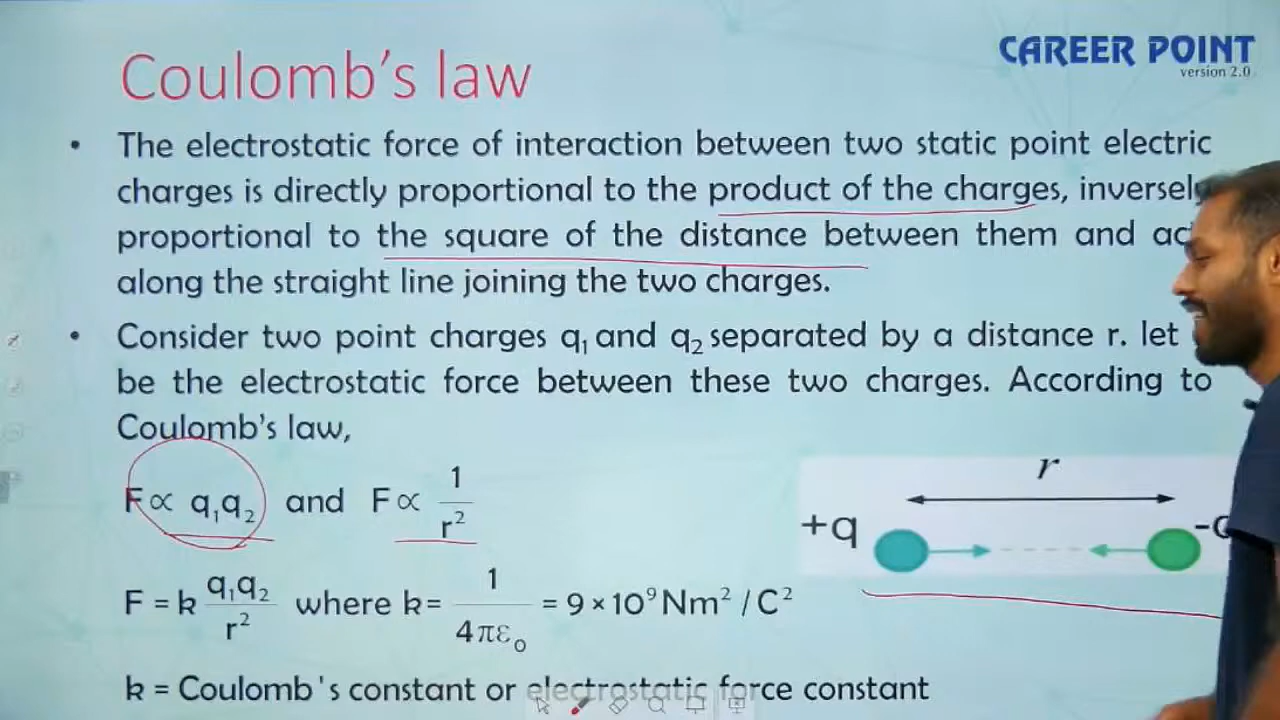 Coulomb's law
CAREER POINT
version 2.0
• The electrostatic force of interaction between two static point electric
charges is directly proportional to the product of the charges, inversely
proportional to the square of the distance between them and
along the straight line joining the two charges.
• Consider two point charges q₁ and q₂ separated by a distance r. let
be the electrostatic force between these two charges. According to
Coulomb's law,
F ∝ q₁q₂ and F ∝ 1/r²
r
+q
F = k q₁q₂/r² where k = 1/4πε₀ = 9 × 10⁹ Nm² / C²
k = Coulomb's constant or electrostatic force constant